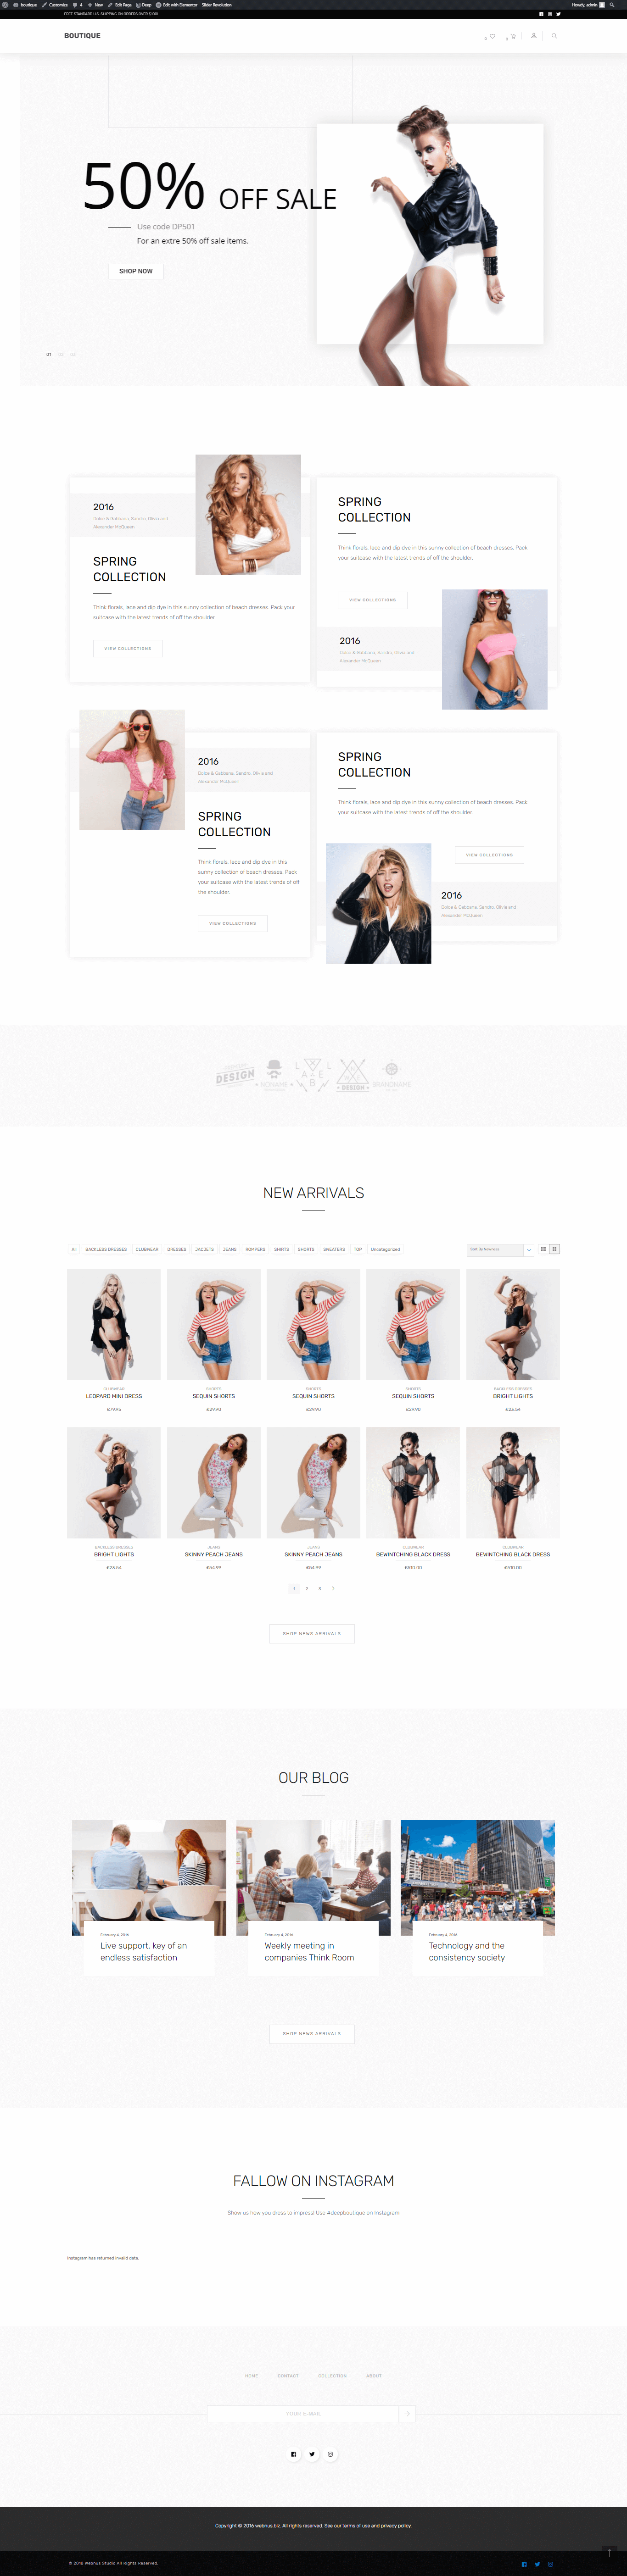 boutique Customize 4 New Edit Page Deep Edit with Elementor Slider Revolution Howdy, admin
FREE STANDARD U.S. SHIPPING ON ORDERS OVER $100!
BOUTIQUE
50% OFF SALE
Use code DP501
For an extre 50% off sale items.
SHOP NOW
01
2016
Dolce & Gabbana, Sandro, Olivia and
Alexander McQueen
SPRING
COLLECTION
Think florals, lace and dip dye in this sunny collection of beach dresses. Pack your
suitcase with the latest trends of off the shoulder.
VIEW COLLECTIONS
SPRING
COLLECTION
Think florals, lace and dip dye in this sunny collection of beach dresses. Pack
your suitcase with the latest trends of off the shoulder.
VIEW COLLECTIONS
2016
Dolce & Gabbana, Sandro, Olivia and
Alexander McQueen
2016
Dolce & Gabbana, Sandro, Olivia and
Alexander McQueen
SPRING
COLLECTION
Think florals, lace and dip dye in this
sunny collection of beach dresses. Pack
your suitcase with the latest trends of off
the shoulder.
VIEW COLLECTIONS
SPRING
COLLECTION
Think florals, lace and dip dye in this sunny collection of beach dresses. Pack
your suitcase with the latest trends of off the shoulder.
VIEW COLLECTIONS
2016
Dolce & Gabbana, Sandro, Olivia and
Alexander McQueen
DESIGN
NONAME
LABEL
DESIGN
BRANDNAME
NEW ARRIVALS
All BACKLESS DRESSES CLUBWEAR DRESSES JACJETS JEANS ROMPERS SHIRTS SHORTS SWEATERS TOP Uncategorized
Sort By Newness
CLUBWEAR
LEOPARD MINI DRESS
£79.95
SHORTS
SEQUIN SHORTS
£29.90
SHORTS
SEQUIN SHORTS
£29.90
SHORTS
SEQUIN SHORTS
£29.90
BACKLESS DRESSES
BRIGHT LIGHTS
£23.54
BACKLESS DRESSES
BRIGHT LIGHTS
£23.54
JEANS
SKINNY PEACH JEANS
£54.99
JEANS
SKINNY PEACH JEANS
£54.99
CLUBWEAR
BEWINTCHING BLACK DRESS
£510.00
CLUBWEAR
BEWINTCHING BLACK DRESS
£510.00
1 2 3
SHOP NEWS ARRIVALS
OUR BLOG
February 4, 2016
Live support, key of an
endless satisfaction
February 4, 2016
Weekly meeting in
companies Think Room
February 4, 2016
Technology and the
consistency society
SHOP NEWS ARRIVALS
FALLOW ON INSTAGRAM
Show us how you dress to impress! Use #deepboutique on Instagram
Instagram has returned invalid data.
HOME CONTACT COLLECTION ABOUT
YOUR E-MAIL
Copyright © 2016 webnus.biz. All rights reserved. See our terms of use and privacy policy.
© 2018 Webnus Studio All Rights Reserved.